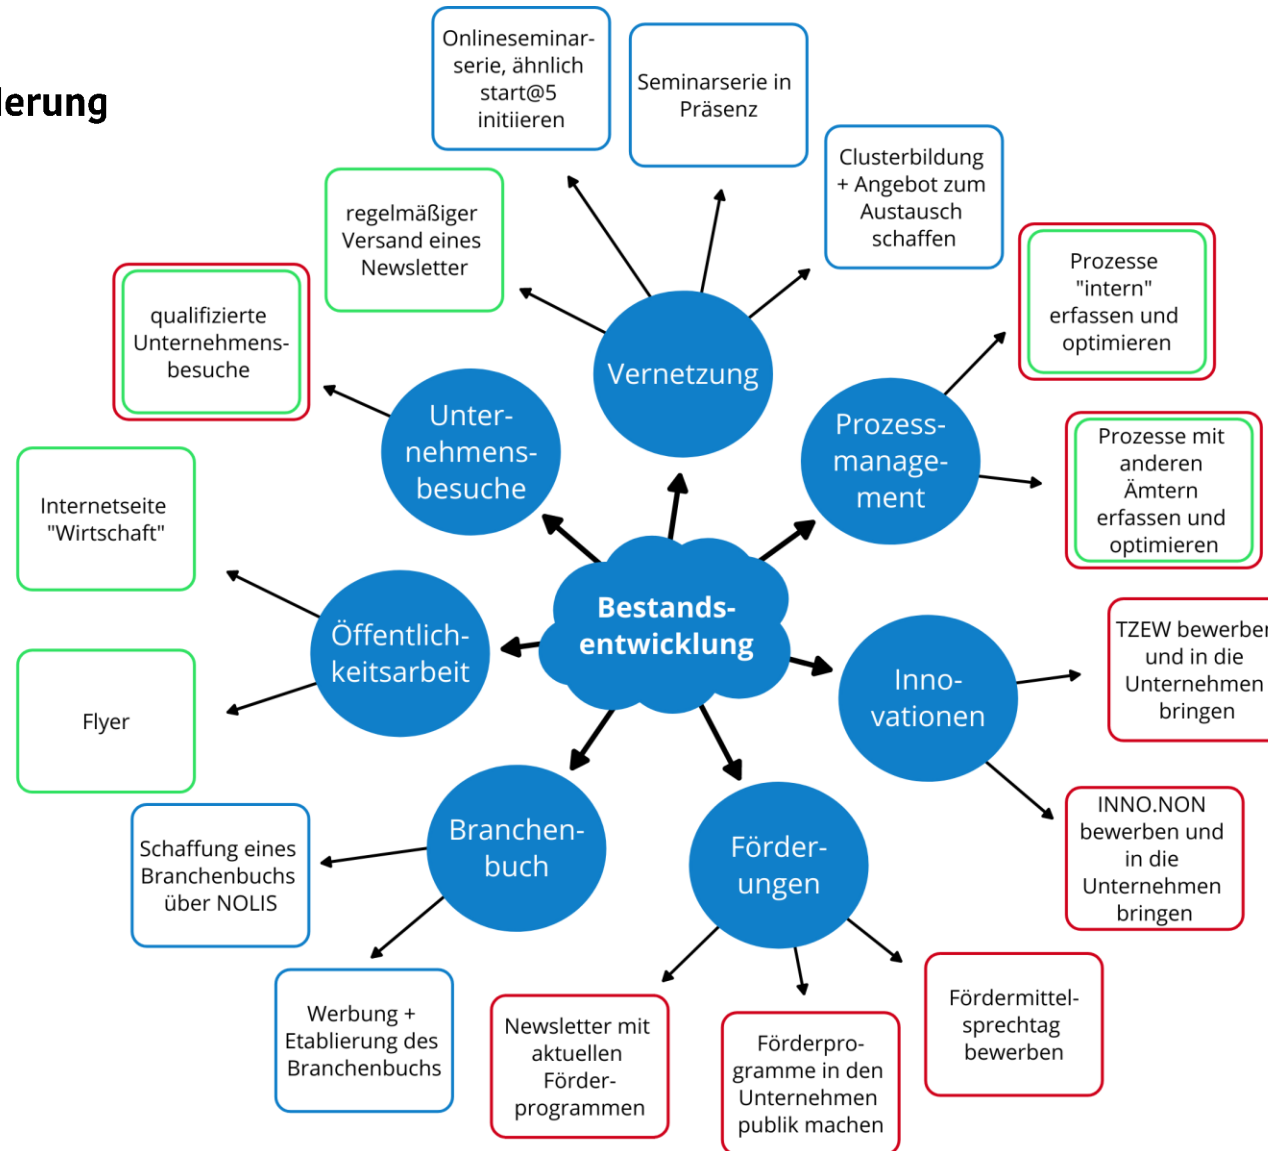 derung
Onlineseminar-
serie, ähnlich
start@5
initiieren
Seminarserie in
Präsenz
Clusterbildung
+ Angebot zum
Austausch
schaffen
regelmäßiger
Versand eines
Newsletter
Prozesse
"intern"
erfassen und
optimieren
qualifizierte
Unternehmens-
besuche
Vernetzung
Unter-
nehmens-
besuche
Prozess-
manage-
ment
Prozesse mit
anderen
Ämtern
erfassen und
optimieren
Internetseite
"Wirtschaft"
Bestands-
entwicklung
Öffentlich-
keitsarbeit
TZEW bewerben
und in die
Unternehmen
bringen
Inno-
vationen
Flyer
INNO.NON
bewerben und
in die
Unternehmen
bringen
Branchen-
buch
Förder-
ungen
Schaffung eines
Branchenbuchs
über NOLIS
Werbung +
Etablierung des
Branchenbuchs
Newsletter mit
aktuellen
Förder-
programmen
Förderpro-
gramme in den
Unternehmen
publik machen
Fördermittel-
sprechtag
bewerben